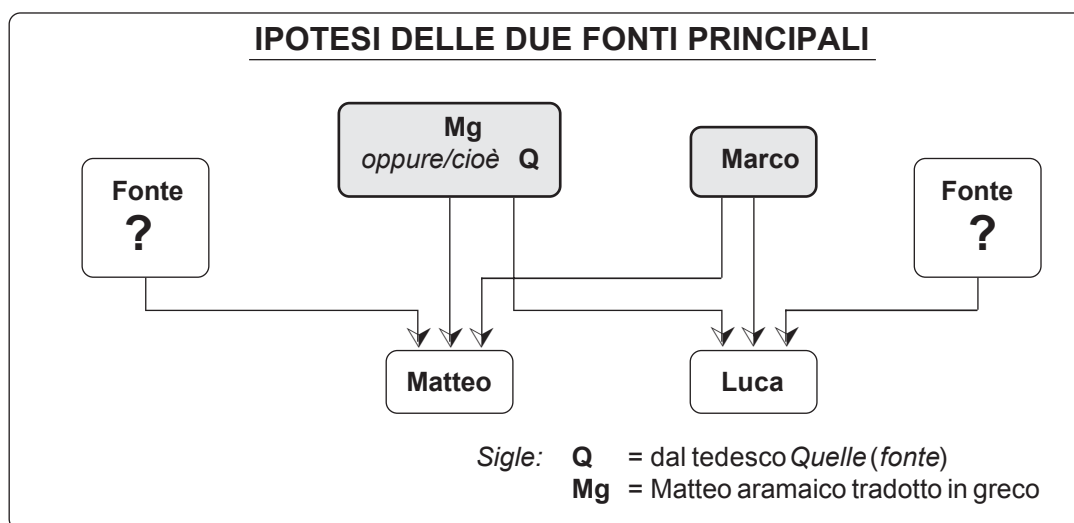 IPOTESI DELLE DUE FONTI PRINCIPALI
Mg
oppure/cioè Q
Marco
Fonte
?
Fonte
?
Matteo
Luca
Sigle: Q = dal tedesco Quelle (fonte)
Mg = Matteo aramaico tradotto in greco